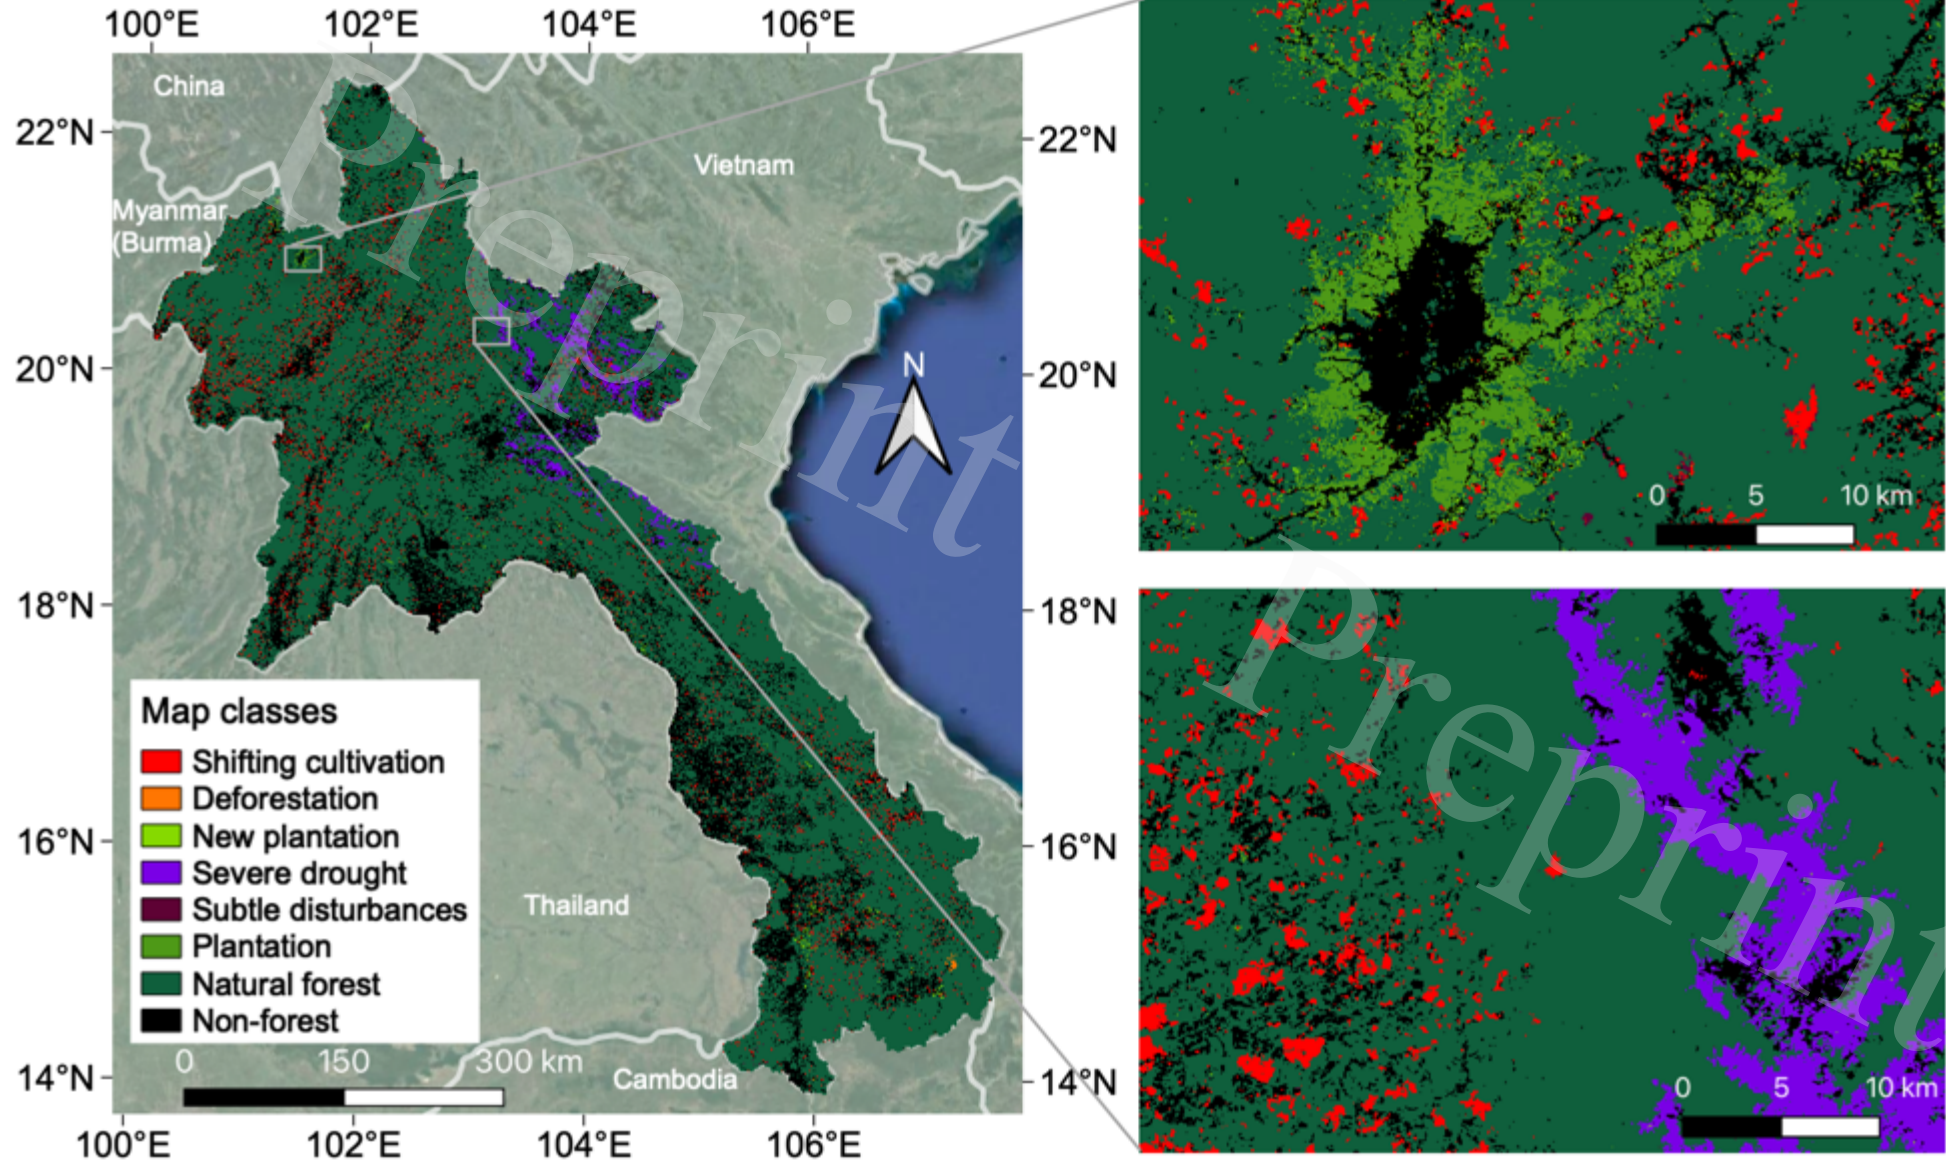 100°E 102°E 104°E 106°E
China
22°N
22°N
Vietnam
Myanmar
(Burma)
20°N
20°N
N
18°N
18°N
Map classes
Shifting cultivation
Deforestation
New plantation
Severe drought
Subtle disturbances
Plantation
Natural forest
Non-forest
16°N
16°N
Thailand
0 150 300 km
Cambodia
14°N
14°N
100°E 102°E 104°E 106°E
Preprint
0 5 10 km
Preprint
0 5 10 km